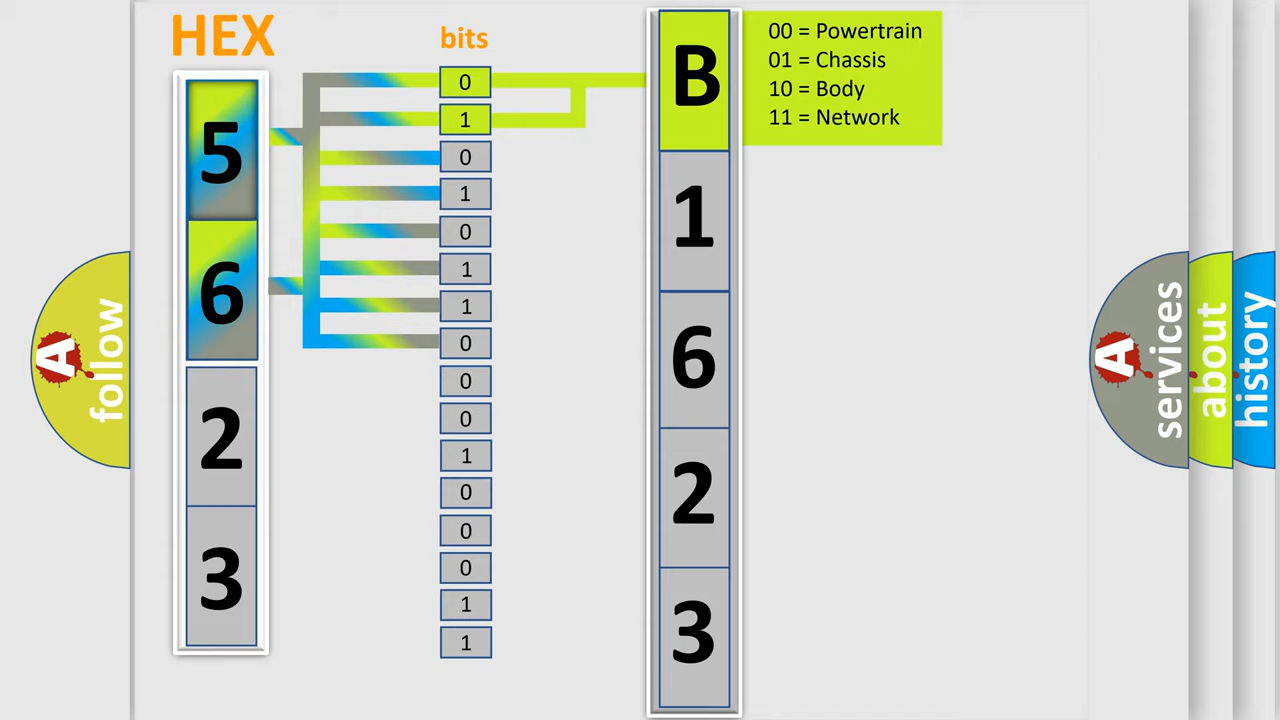 HEX
bits
5
6
2
3
0
1
0
1
0
1
1
0
0
0
1
0
0
0
1
1
B
1
6
2
3
00 = Powertrain
01 = Chassis
10 = Body
11 = Network
A
follow
A
services
about
history